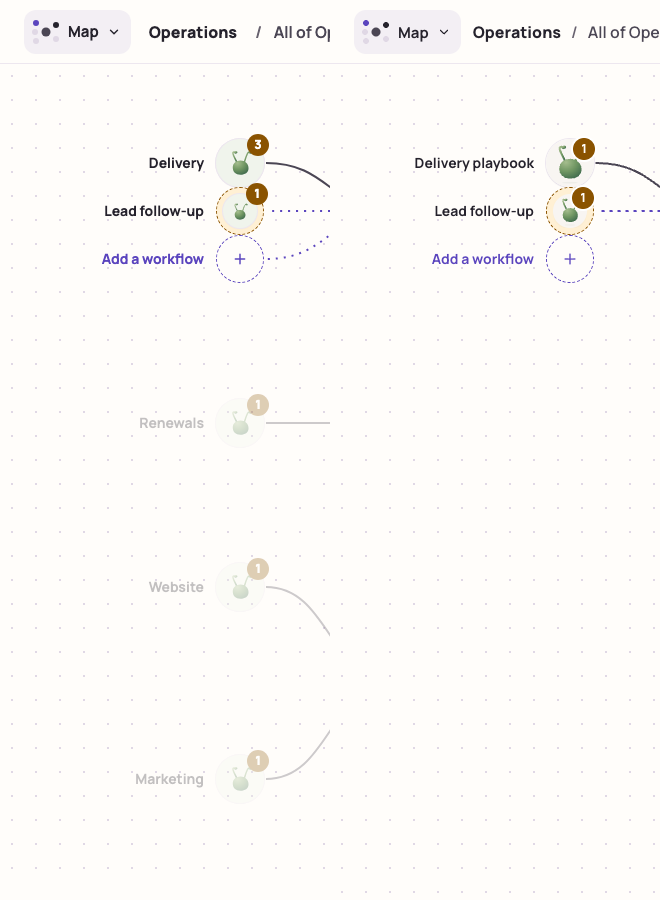 Map
Operations / All of Op
Delivery 3
Lead follow-up 1
Add a workflow +
Renewals 1
Website 1
Marketing 1
Map
Operations / All of Ope
Delivery playbook 1
Lead follow-up 1
Add a workflow +